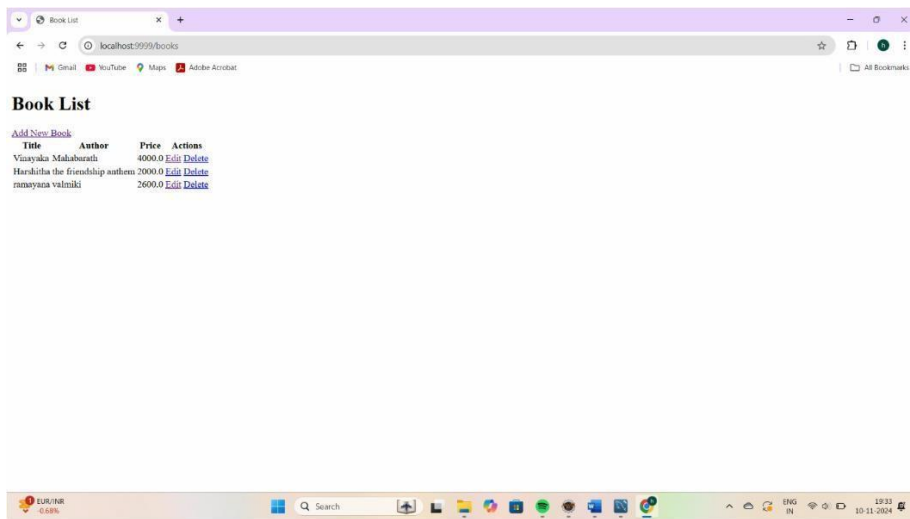 Book List
localhost:9999/books
Gmail YouTube Maps Adobe Acrobat All Bookmarks
Book List
Add New Book
Title Author Price Actions
Vinayaka Mahabarath 4000.0 Edit Delete
Harshitha the friendship anthem 2000.0 Edit Delete
ramayana valmiki 2600.0 Edit Delete
1 EUR/INR
-0.68%
Search
ENG
IN
19:33
10-11-2024